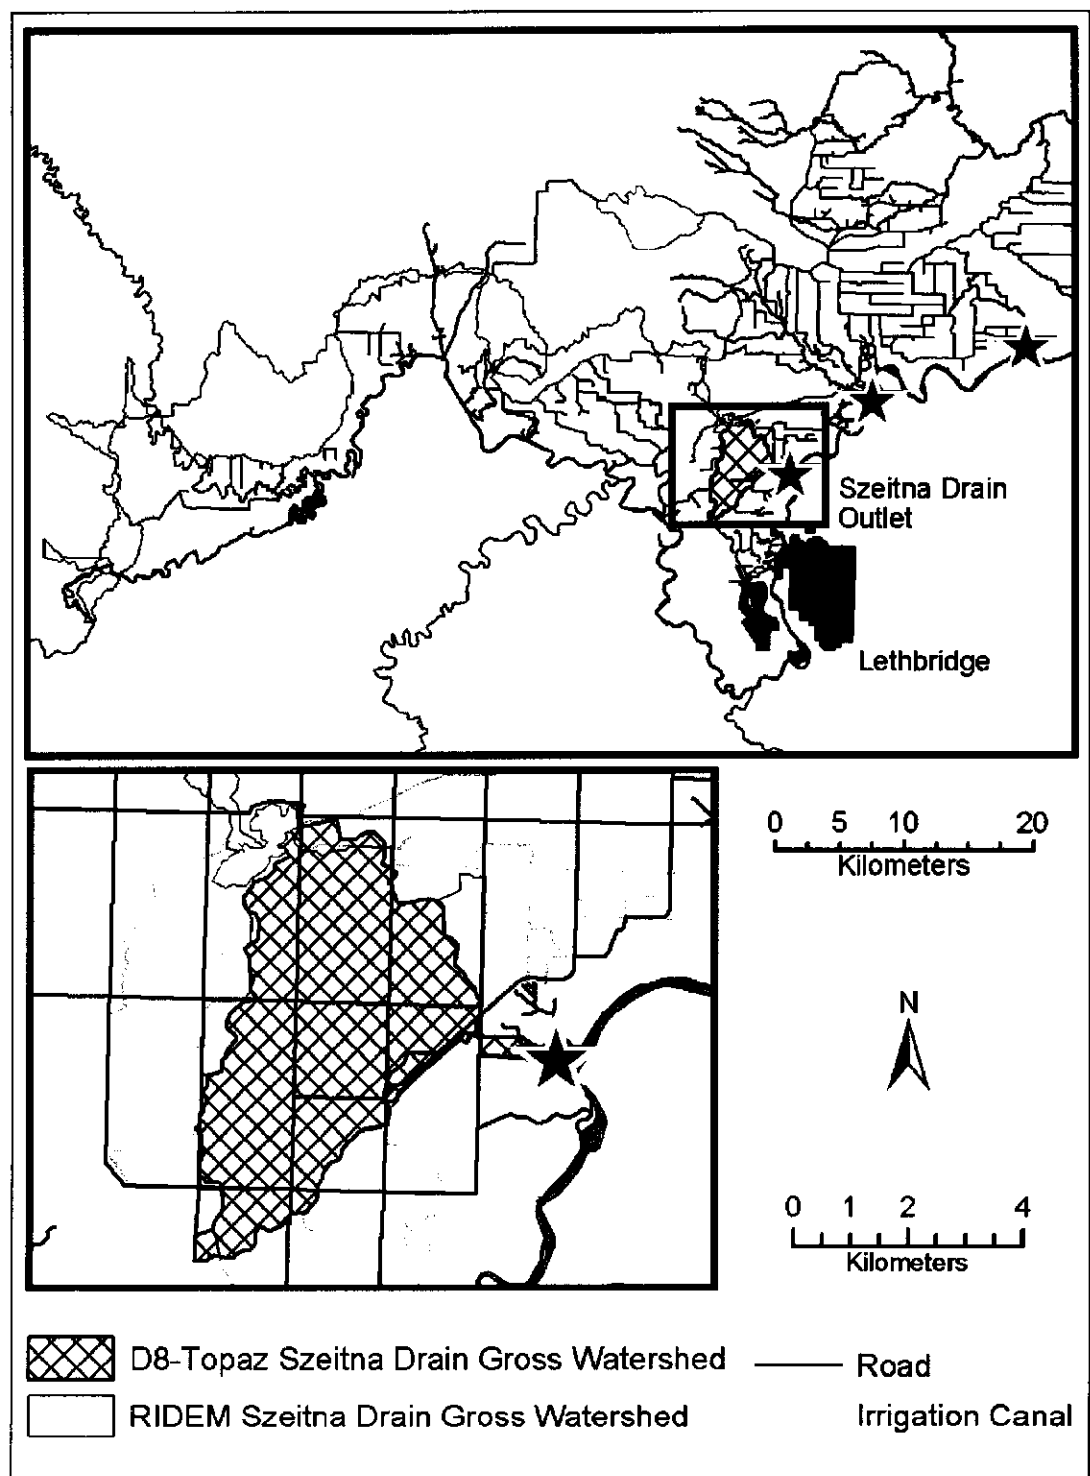 Szeitna Drain
Outlet
Lethbridge
0 5 10 20
Kilometers
N
0 1 2 4
Kilometers
D8-Topaz Szeitna Drain Gross Watershed
Road
RIDEM Szeitna Drain Gross Watershed
Irrigation Canal